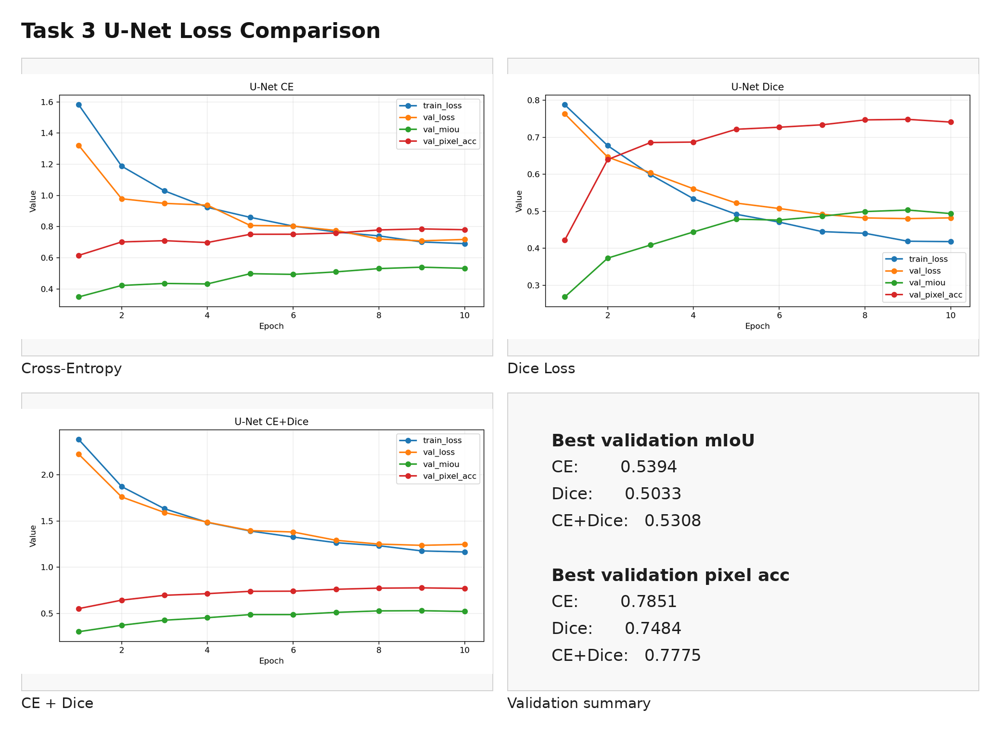 Task 3 U-Net Loss Comparison
U-Net CE
1.6
1.4
1.2
1.0
0.8
0.6
0.4
Value
train_loss
val_loss
val_miou
val_pixel_acc
2 4 6 8 10
Epoch
Cross-Entropy
U-Net Dice
0.8
0.7
0.6
0.5
0.4
0.3
Value
train_loss
val_loss
val_miou
val_pixel_acc
2 4 6 8 10
Epoch
Dice Loss
U-Net CE+Dice
2.0
1.5
1.0
0.5
Value
train_loss
val_loss
val_miou
val_pixel_acc
2 4 6 8 10
Epoch
CE + Dice
Best validation mIoU
CE: 0.5394
Dice: 0.5033
CE+Dice: 0.5308
Best validation pixel acc
CE: 0.7851
Dice: 0.7484
CE+Dice: 0.7775
Validation summary